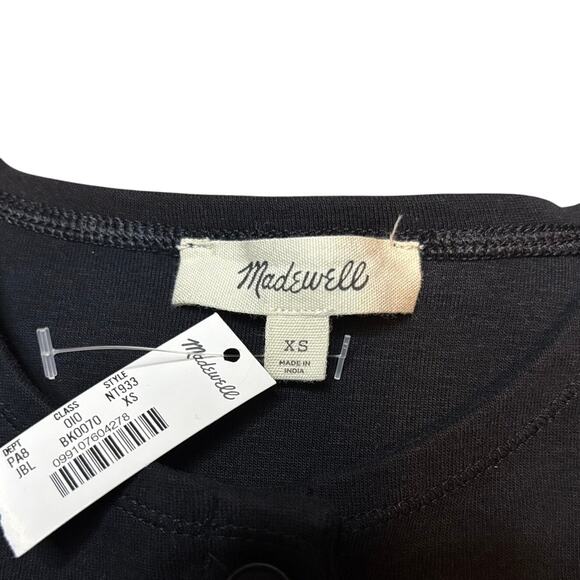 Madewell
XS
MADE IN
INDIA
Madewell
DEPT CLASS STYLE
PA8 010 NT933
JBL BK0070 XS
099107604278